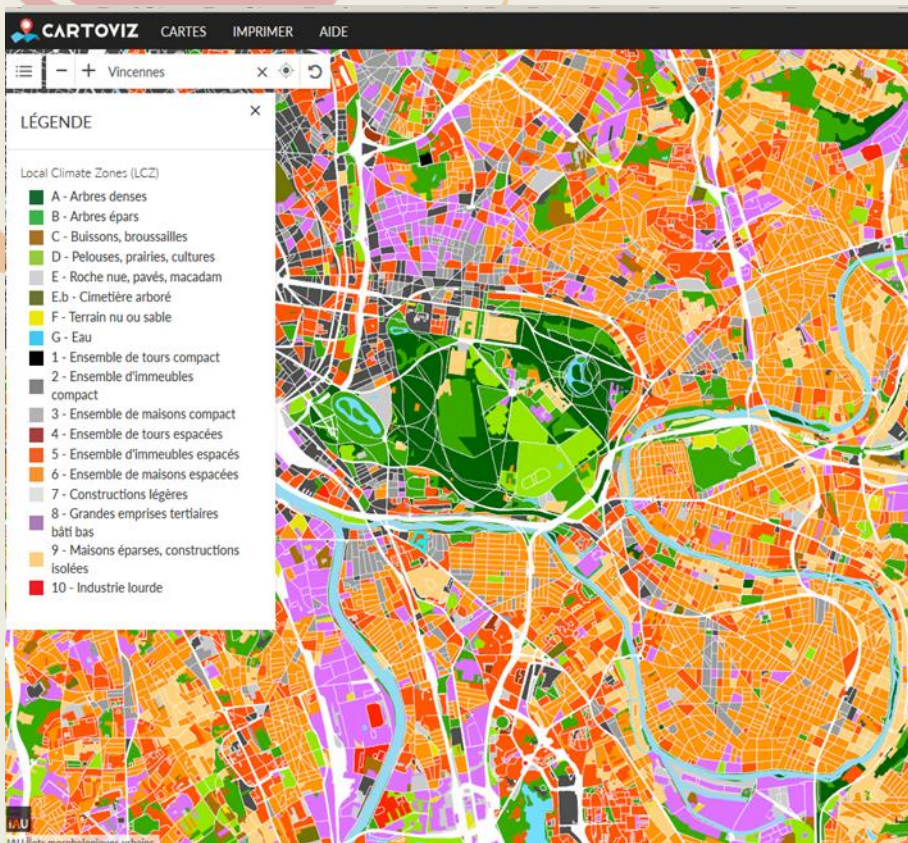 CARTOVIZ CARTES IMPRIMER AIDE
Vincennes
LÉGENDE
Local Climate Zones (LCZ)
A - Arbres denses
B - Arbres épars
C - Buissons, broussailles
D - Pelouses, prairies, cultures
E - Roche nue, pavés, macadam
E.b - Cimetière arboré
F - Terrain nu ou sable
G - Eau
1 - Ensemble de tours compact
2 - Ensemble d'immeubles
compact
3 - Ensemble de maisons compact
4 - Ensemble de tours espacées
5 - Ensemble d'immeubles espacés
6 - Ensemble de maisons espacées
7 - Constructions légères
8 - Grandes emprises tertiaires
bâti bas
9 - Maisons éparses, constructions
isolées
10 - Industrie lourde
IAU
IAU îlots morphologiques urbains